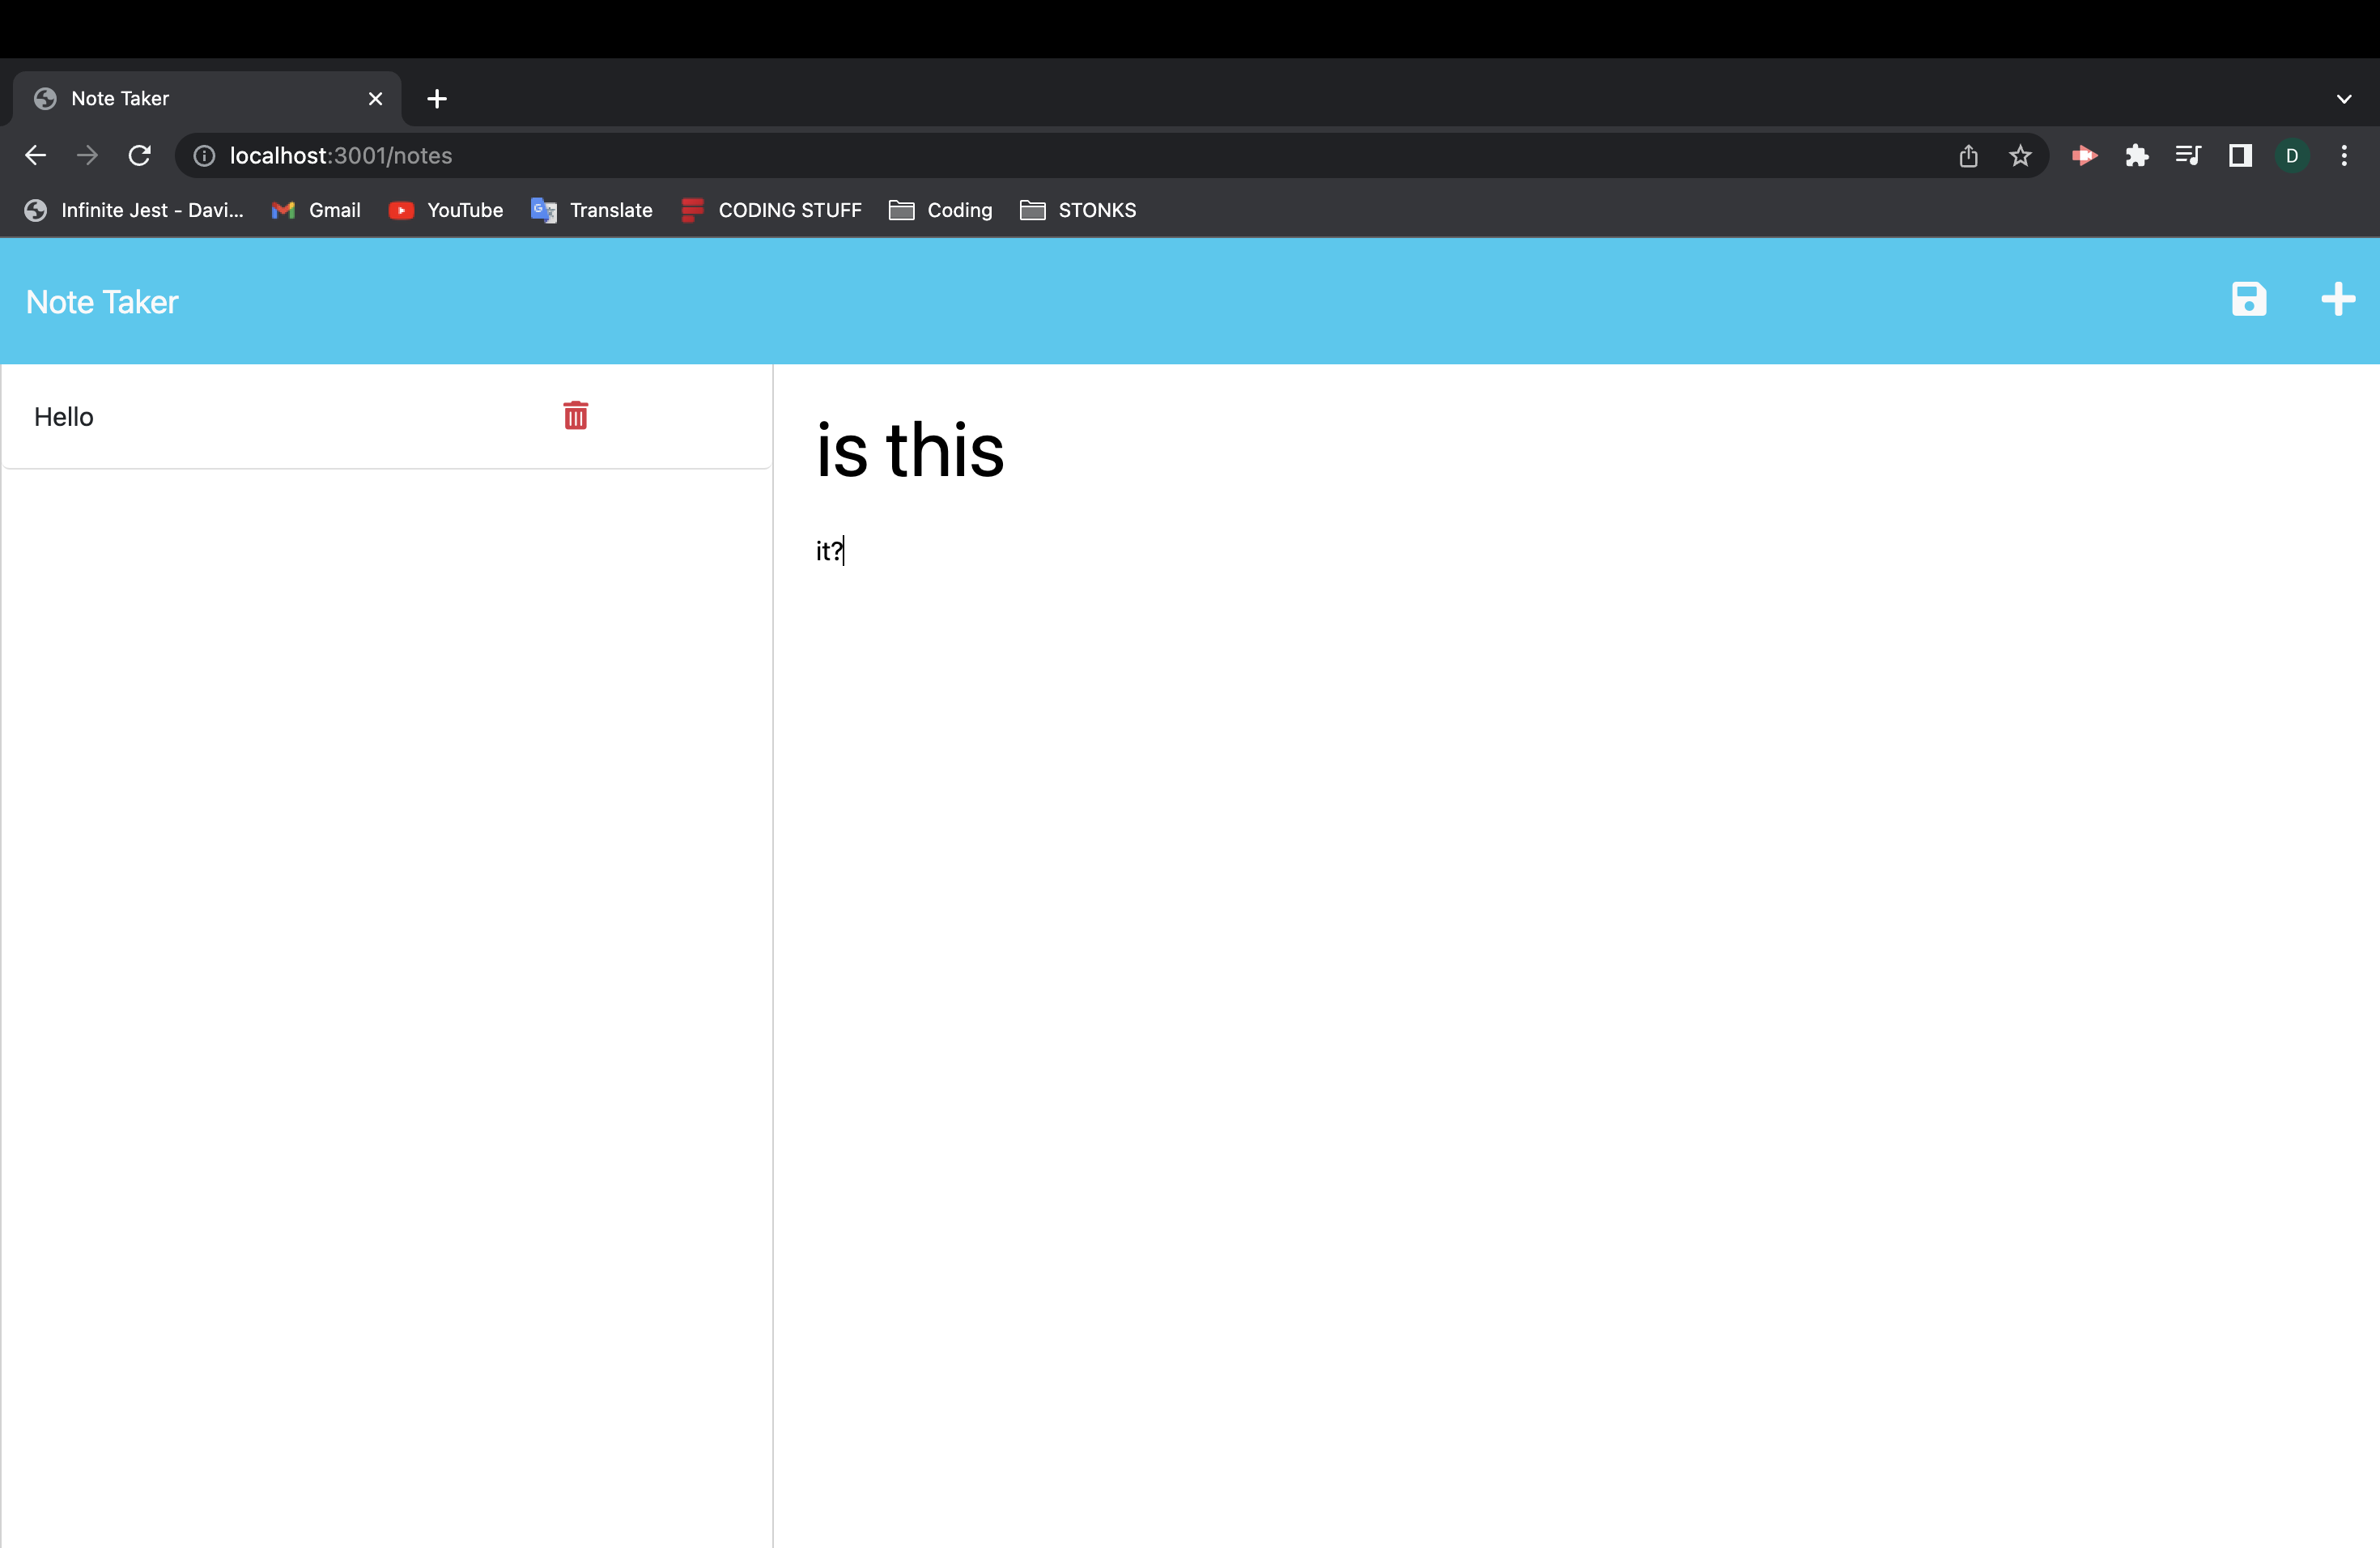 Note Taker
localhost:3001/notes
D
Infinite Jest - Davi... Gmail YouTube Translate CODING STUFF Coding STONKS
Note Taker
Hello
is this
it?